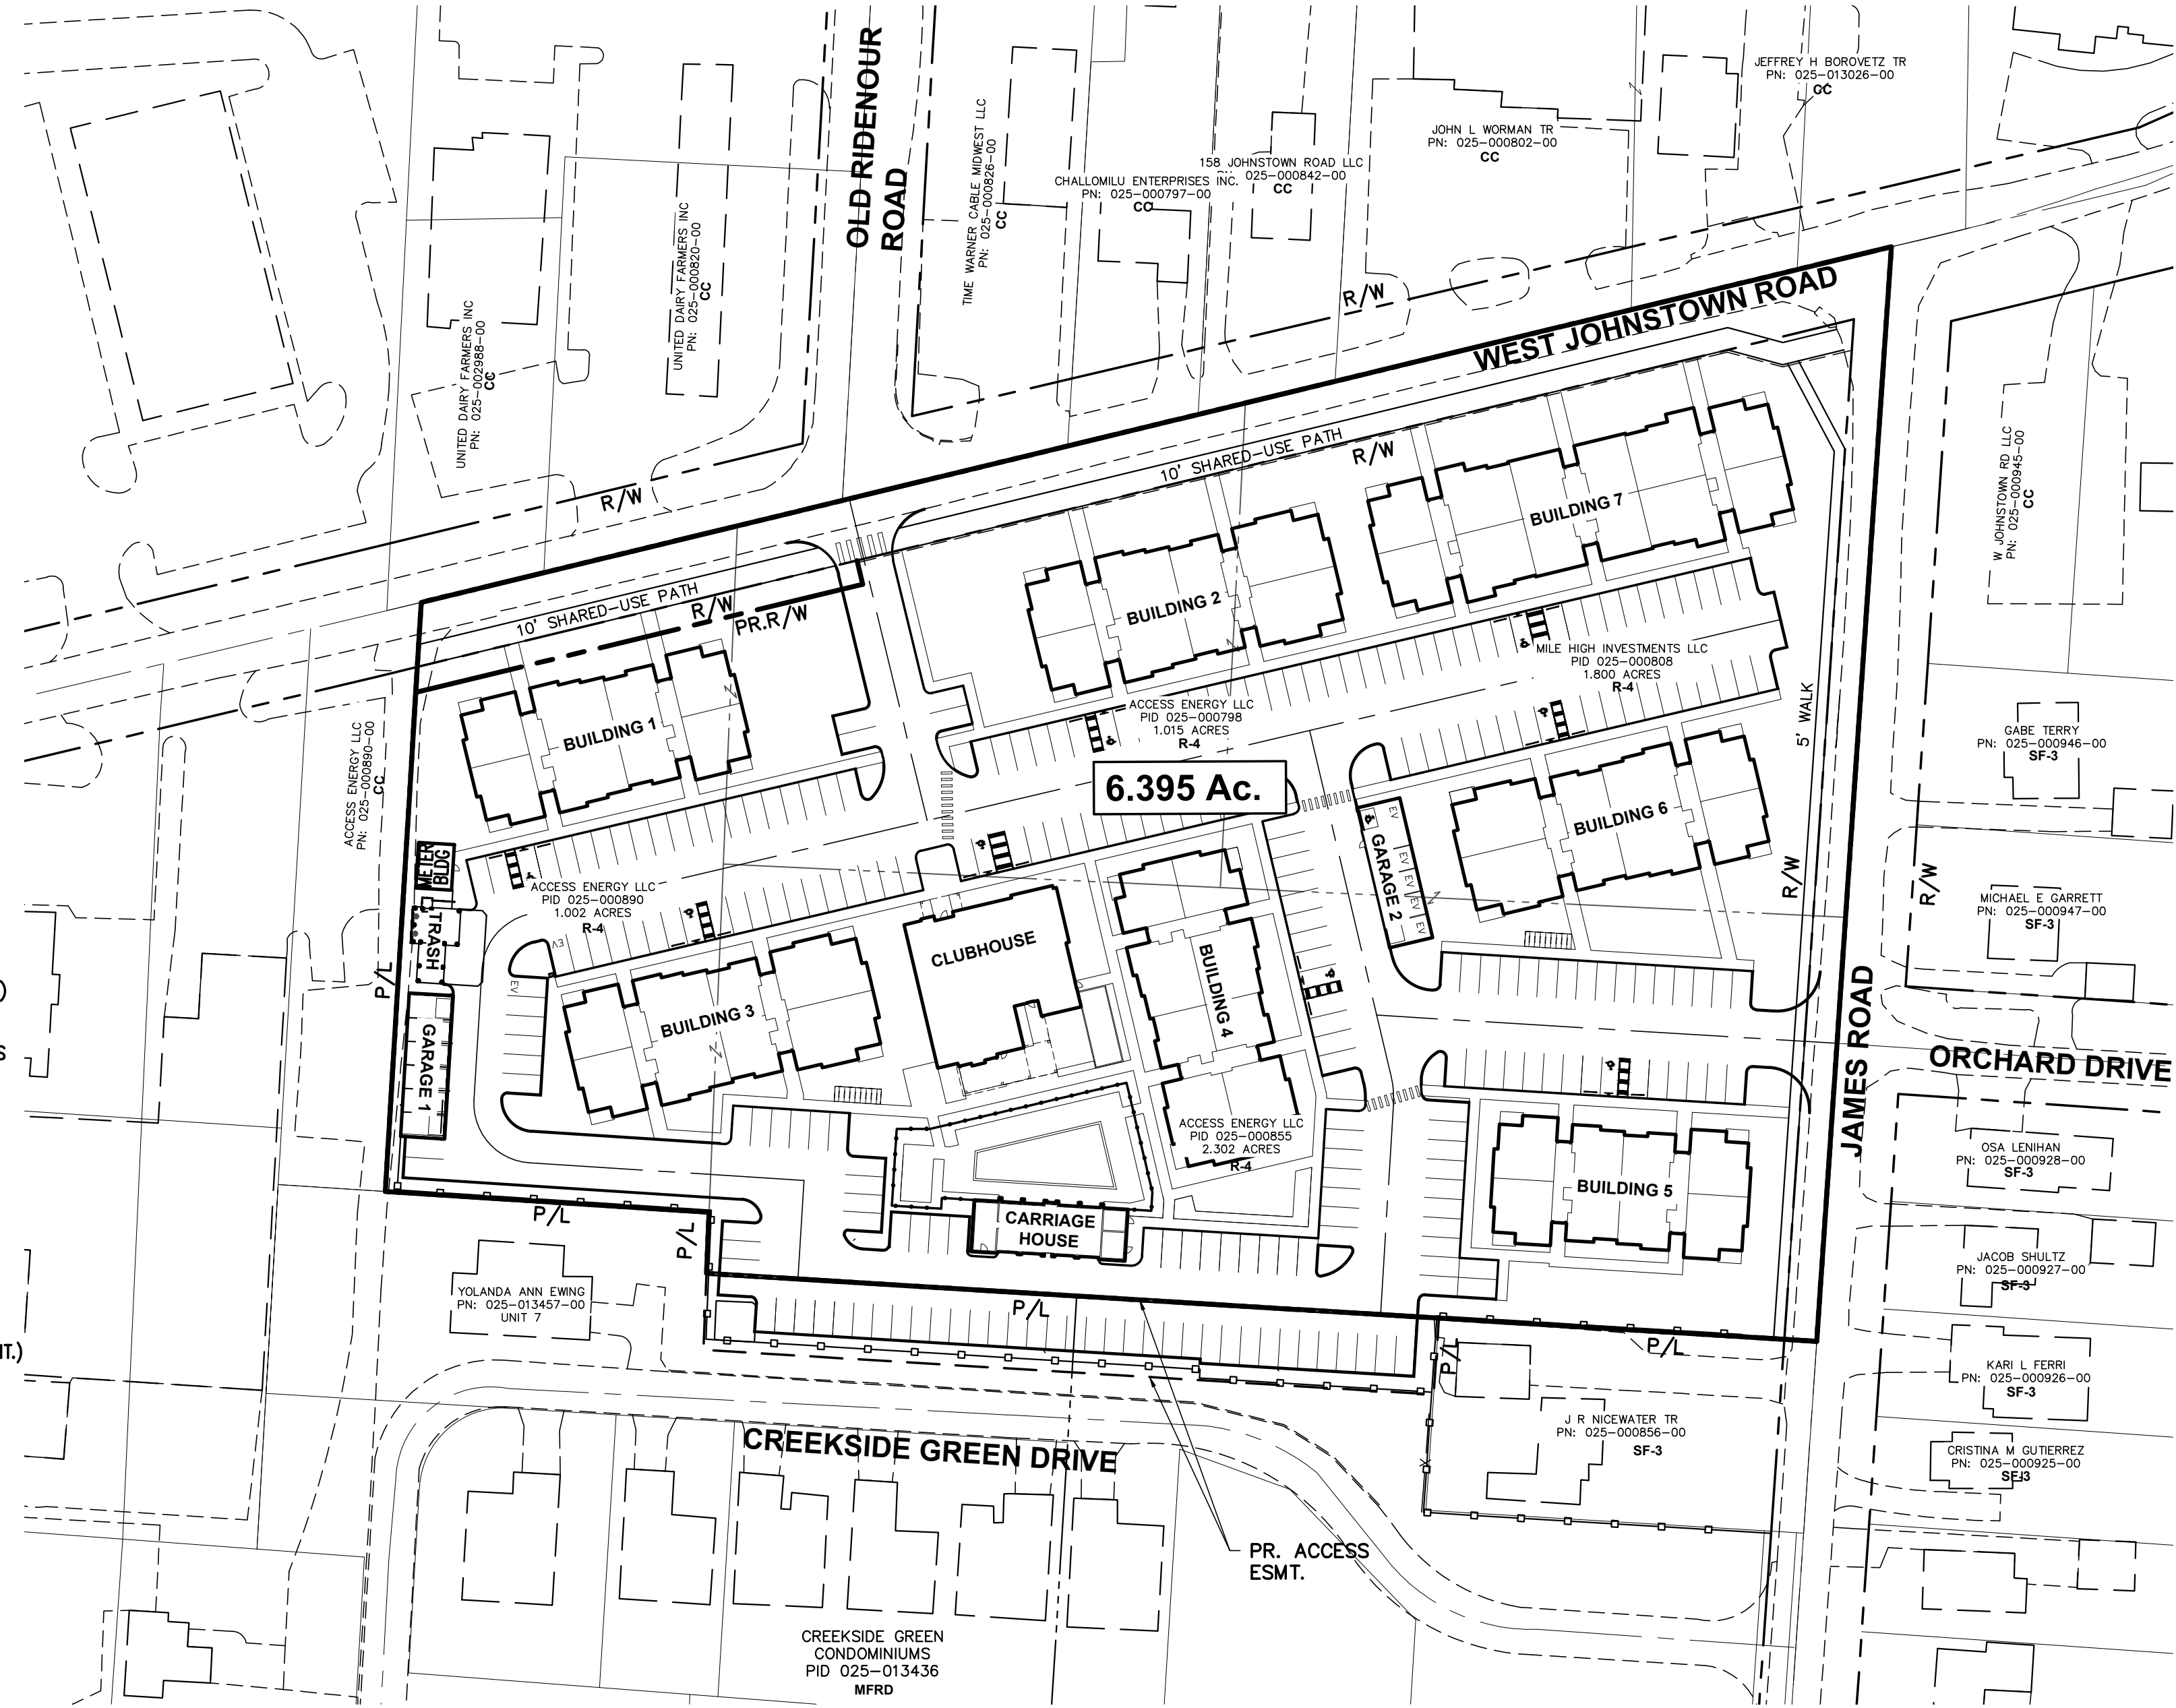 OLD RIDENOUR
ROAD
JEFFREY H BOROVETZ TR
PN: 025-013026-00
CC
JOHN L WORMAN TR
PN: 025-000802-00
CC
158 JOHNSTOWN ROAD LLC
025-000842-00
CC
CHALLOMILU ENTERPRISES INC.
PN: 025-000797-00
CC
TIME WARNER CABLE MIDWEST LLC
PN: 025-000826-00
CC
UNITED DAIRY FARMERS INC
PN: 025-000820-00
CC
UNITED DAIRY FARMERS INC
PN: 025-002988-00
CC
R/W
WEST JOHNSTOWN ROAD
R/W
10' SHARED-USE PATH
R/W
W JOHNSTOWN RD LLC
PN: 025-000945-00
CC
BUILDING 7
BUILDING 2
10' SHARED-USE PATH
R/W
PR.R/W
MILE HIGH INVESTMENTS LLC
PID 025-000808
1.800 ACRES
R-4
BUILDING 1
ACCESS ENERGY LLC
PID 025-000798
1.015 ACRES
R-4
5' WALK
GABE TERRY
PN: 025-000946-00
SF-3
ACCESS ENERGY LLC
PN: 025-000890-00
CC
6.395 Ac.
EV
GARAGE 2
EV
EV
EV
EV
EV
BUILDING 6
METER
BLDG
R/W
R/W
ACCESS ENERGY LLC
PID 025-000890
1.002 ACRES
R-4
MICHAEL E GARRETT
PN: 025-000947-00
SF-3
TRASH
EV
EV
P/L
CLUBHOUSE
BUILDING 4
BUILDING 3
GARAGE 1
JAMES ROAD
ORCHARD DRIVE
)
S
ACCESS ENERGY LLC
PID 025-000855
2.302 ACRES
R-4
OSA LENIHAN
PN: 025-000928-00
SF-3
BUILDING 5
CARRIAGE
HOUSE
P/L
P/L
JACOB SHULTZ
PN: 025-000927-00
SF-3
YOLANDA ANN EWING
PN: 025-013457-00
UNIT 7
P/L
P/L
P/L
IT.)
KARI L FERRI
PN: 025-000926-00
SF-3
J R NICEWATER TR
PN: 025-000856-00
SF-3
CREEKSIDE GREEN DRIVE
CRISTINA M GUTIERREZ
PN: 025-000925-00
SF-3
PR. ACCESS
ESMT.
CREEKSIDE GREEN
CONDOMINIUMS
PID 025-013436
MFRD